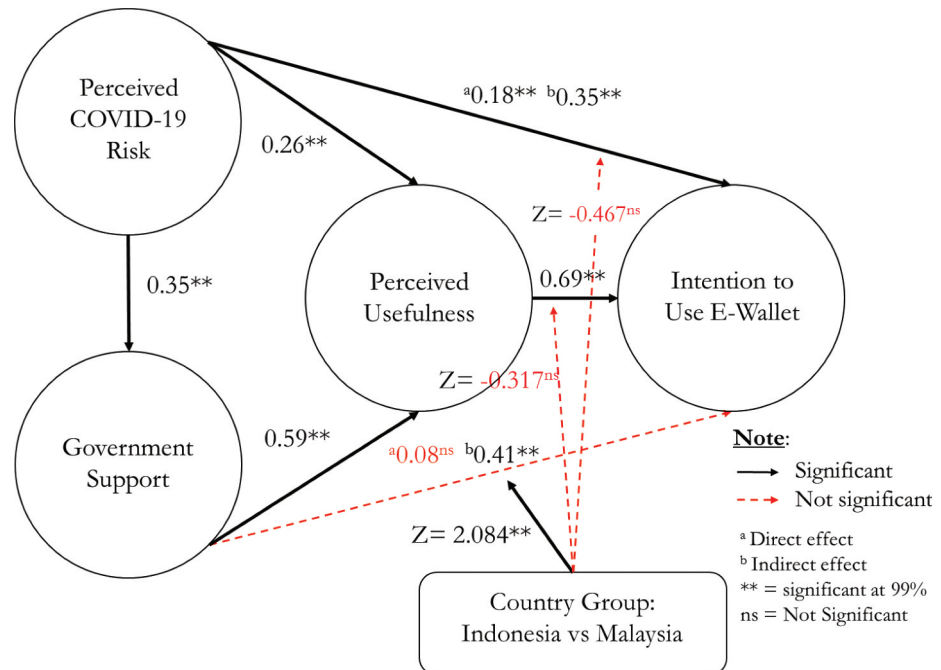 Perceived
COVID-19
Risk
ᵃ0.18** ᵇ0.35**
0.26**
Z= -0.467ⁿˢ
0.35**
Perceived
Usefulness
0.69**
Intention to
Use E-Wallet
Z= -0.317ⁿˢ
Government
Support
0.59**
ᵃ0.08ⁿˢ ᵇ0.41**
Z= 2.084**
Country Group:
Indonesia vs Malaysia
Note:
Significant
Not significant
ᵃ Direct effect
ᵇ Indirect effect
** = significant at 99%
ns = Not Significant